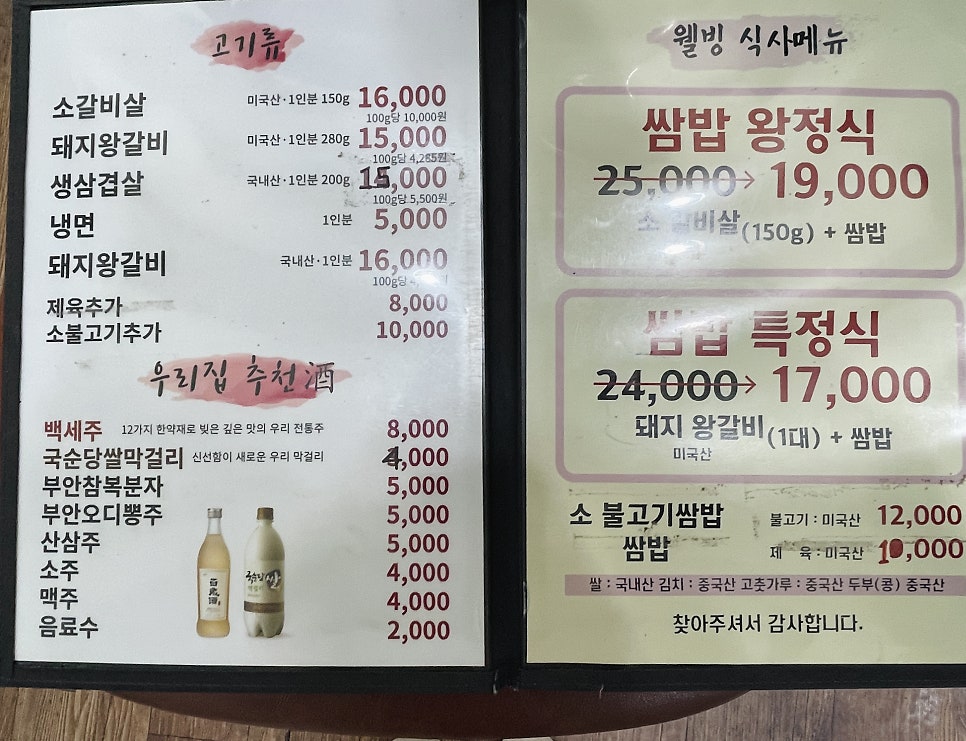 고기류
소갈비살 미국산·1인분 150g 16,000
100g당 10,000원
돼지왕갈비 미국산·1인분 280g 15,000
100g당 4,285원
생삼겹살 국내산·1인분 200g 15,000
100g당 5,500원
냉면 1인분 5,000
돼지왕갈비 국내산·1인분 16,000
100g당
제육추가 8,000
소불고기추가 10,000
우리집 추천酒
백세주 12가지 한약재로 빚은 깊은 맛의 우리 전통주 8,000
국순당쌀막걸리 신선함이 새로운 우리 막걸리 4,000
부안참복분자 5,000
부안오디뽕주 5,000
산삼주 5,000
소주 4,000
맥주 4,000
음료수 2,000
웰빙 식사메뉴
쌈밥 왕정식
25,000→ 19,000
소 갈비살(150g) + 쌈밥
쌈밥 특정식
24,000→ 17,000
돼지 왕갈비(1대) + 쌈밥
미국산
소 불고기쌈밥 불고기 : 미국산 12,000
쌈밥 제 육 : 미국산 10,000
쌀 : 국내산 김치 : 중국산 고춧가루 : 중국산 두부(콩) 중국산
찾아주셔서 감사합니다.